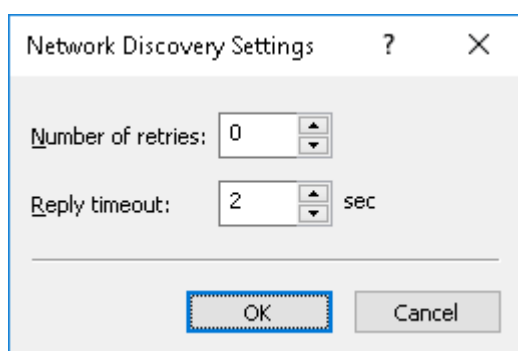 Network Discovery Settings ?
Number of retries: 0
Reply timeout: 2 sec
OK Cancel